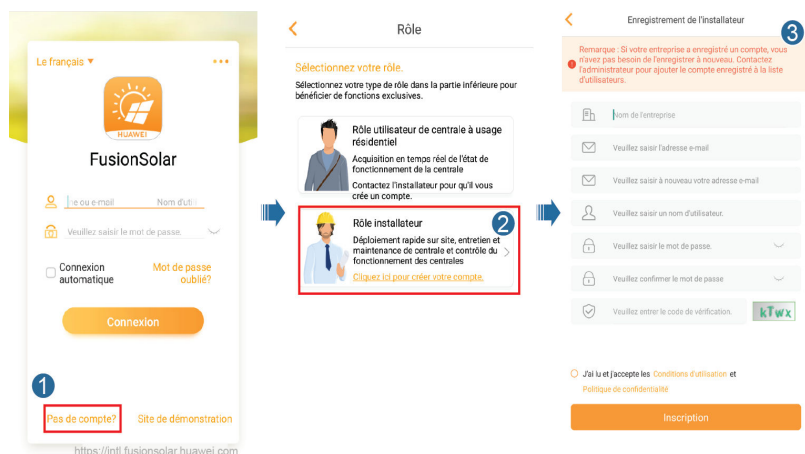 Le français ▼
HUAWEI
FusionSolar
ne ou e-mail Nom d'util
Veuillez saisir le mot de passe.
Connexion
automatique
Mot de passe
oublié?
Connexion
1
Pas de compte?
Site de démonstration
https://intl.fusionsolar.huawei.com
Rôle
Sélectionnez votre rôle.
Sélectionnez votre type de rôle dans la partie inférieure pour
bénéficier de fonctions exclusives.
Rôle utilisateur de centrale à usage
résidentiel
Acquisition en temps réel de l'état de
fonctionnement de la centrale
Contactez l'installateur pour qu'il vous
crée un compte.
2
Rôle installateur
Déploiement rapide sur site, entretien et
maintenance de centrale et contrôle du
fonctionnement des centrales
Cliquez ici pour créer votre compte.
Enregistrement de l'installateur
3
Remarque : Si votre entreprise a enregistré un compte, vous
n'avez pas besoin de l'enregistrer à nouveau. Contactez
l'administrateur pour ajouter le compte enregistré à la liste
d'utilisateurs.
Nom de l'entreprise
Veuillez saisir l'adresse e-mail
Veuillez saisir à nouveau votre adresse e-mail
Veuillez saisir un nom d'utilisateur.
Veuillez saisir le mot de passe.
Veuillez confirmer le mot de passe
Veuillez entrer le code de vérification.
kTwx
J'ai lu et j'accepte les Conditions d'utilisation et
Politique de confidentialité
Inscription